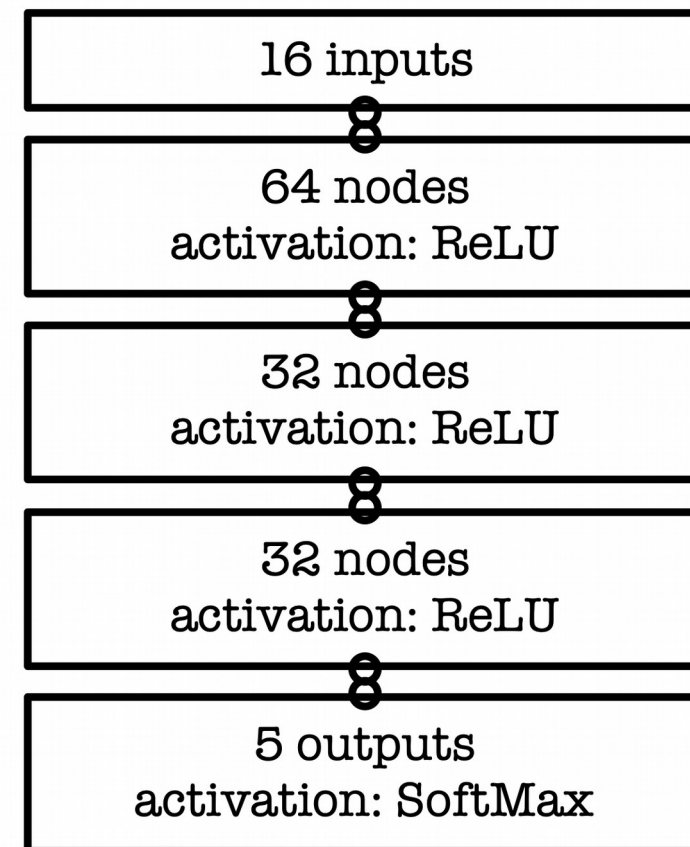 16 inputs
64 nodes
activation: ReLU
32 nodes
activation: ReLU
32 nodes
activation: ReLU
5 outputs
activation: SoftMax